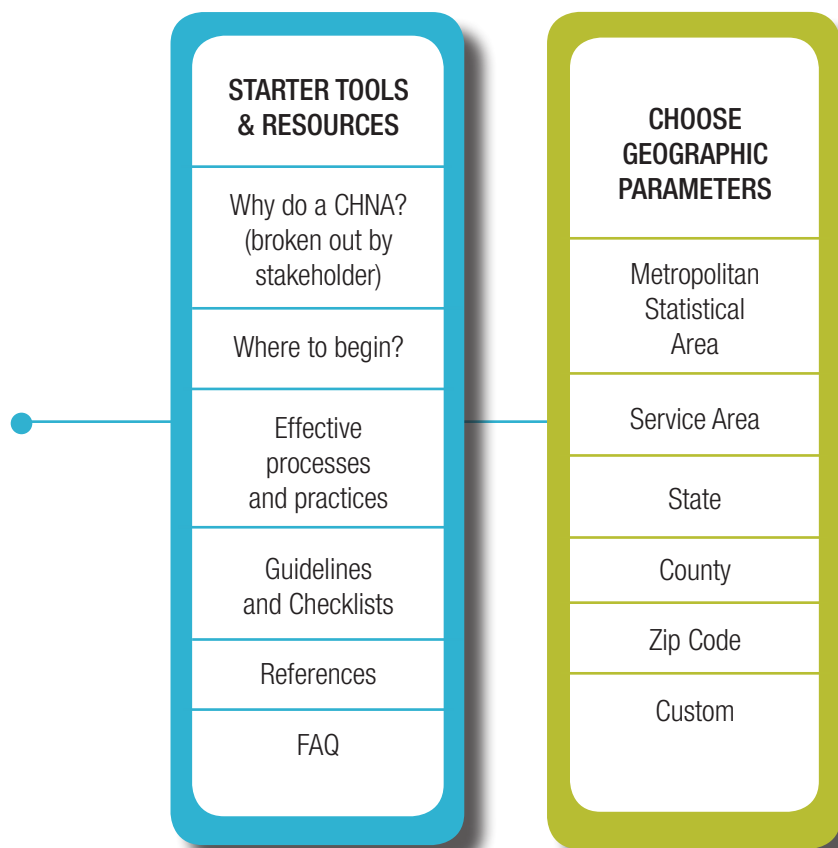 STARTER TOOLS
& RESOURCES
Why do a CHNA?
(broken out by
stakeholder)
Where to begin?
Effective
processes
and practices
Guidelines
and Checklists
References
FAQ
CHOOSE
GEOGRAPHIC
PARAMETERS
Metropolitan
Statistical
Area
Service Area
State
County
Zip Code
Custom